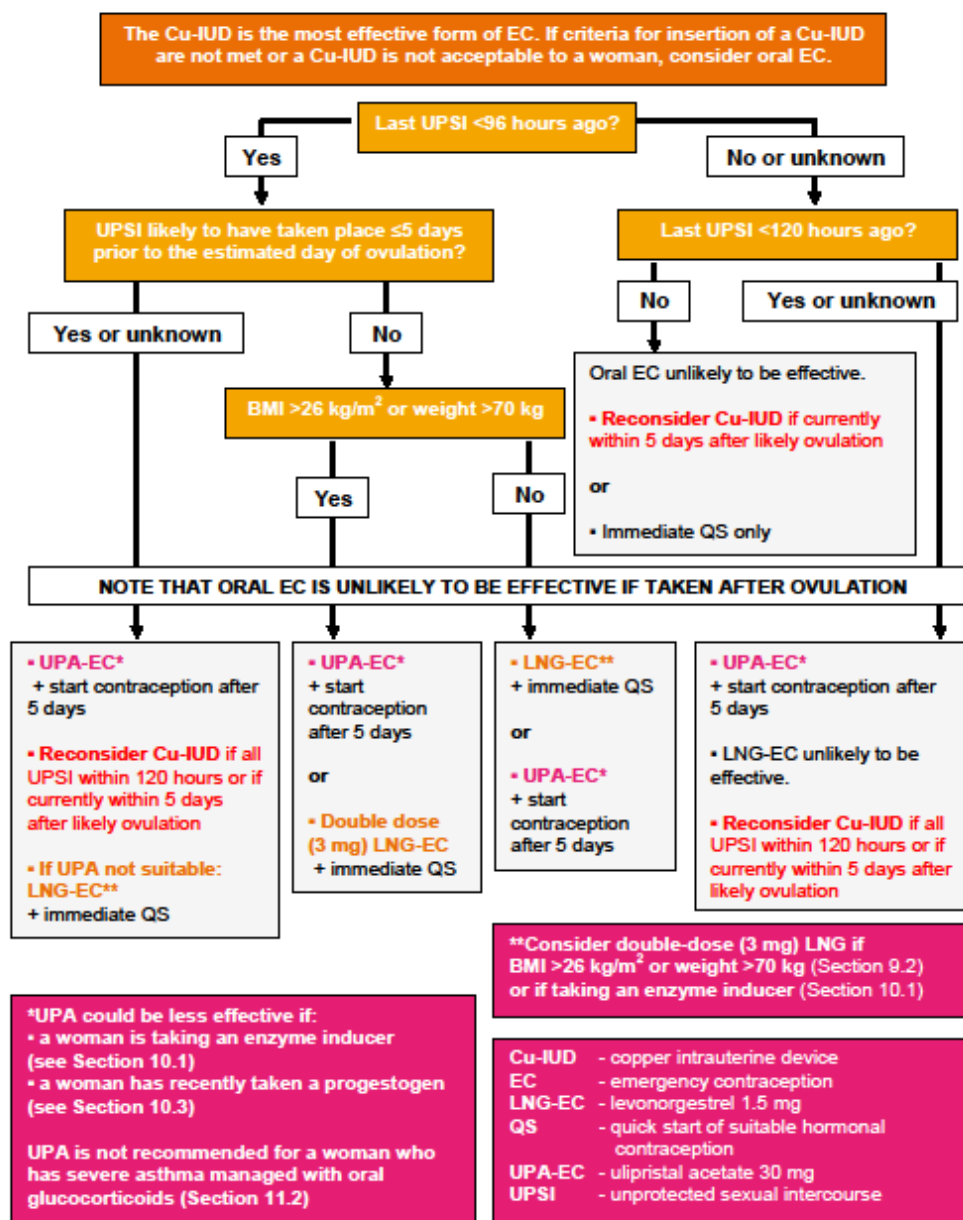 The Cu-IUD is the most effective form of EC. If criteria for insertion of a Cu-IUD
are not met or a Cu-IUD is not acceptable to a woman, consider oral EC.
Last UPSI <96 hours ago?
Yes
No or unknown
UPSI likely to have taken place ≤5 days
prior to the estimated day of ovulation?
Last UPSI <120 hours ago?
Yes or unknown
No
No
Yes or unknown
BMI >26 kg/m² or weight >70 kg
Oral EC unlikely to be effective.
▪ Reconsider Cu-IUD if currently
within 5 days after likely ovulation
or
▪ Immediate QS only
Yes
No
NOTE THAT ORAL EC IS UNLIKELY TO BE EFFECTIVE IF TAKEN AFTER OVULATION
▪ UPA-EC*
+ start contraception after
5 days
▪ Reconsider Cu-IUD if all
UPSI within 120 hours or if
currently within 5 days
after likely ovulation
▪ If UPA not suitable:
LNG-EC**
+ immediate QS
▪ UPA-EC*
+ start
contraception
after 5 days
or
▪ Double dose
(3 mg) LNG-EC
+ immediate QS
▪ LNG-EC**
+ immediate QS
or
▪ UPA-EC*
+ start
contraception
after 5 days
▪ UPA-EC*
+ start contraception after
5 days
▪ LNG-EC unlikely to be
effective.
▪ Reconsider Cu-IUD if all
UPSI within 120 hours or if
currently within 5 days after
likely ovulation
**Consider double-dose (3 mg) LNG if
BMI >26 kg/m² or weight >70 kg (Section 9.2)
or if taking an enzyme inducer (Section 10.1)
*UPA could be less effective if:
▪ a woman is taking an enzyme inducer
(see Section 10.1)
▪ a woman has recently taken a progestogen
(see Section 10.3)
UPA is not recommended for a woman who
has severe asthma managed with oral
glucocorticoids (Section 11.2)
Cu-IUD - copper intrauterine device
EC - emergency contraception
LNG-EC - levonorgestrel 1.5 mg
QS - quick start of suitable hormonal
contraception
UPA-EC - ulipristal acetate 30 mg
UPSI - unprotected sexual intercourse